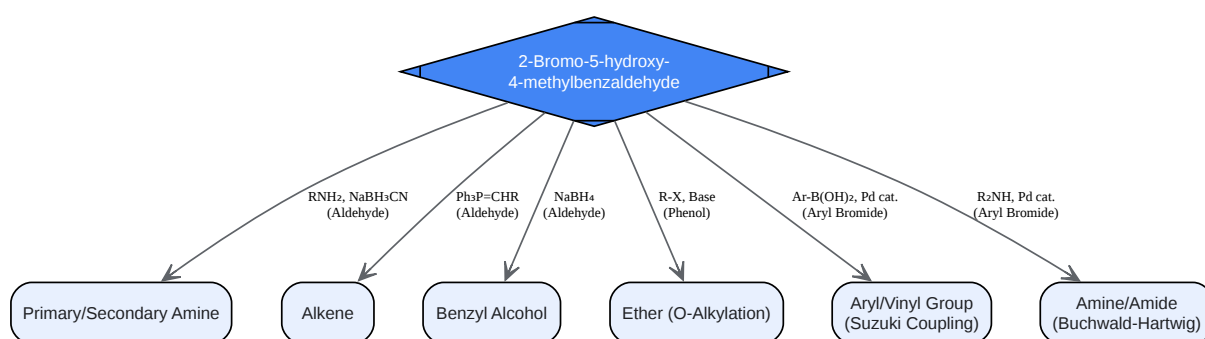 2-Bromo-5-hydroxy-
4-methylbenzaldehyde
RNH₂, NaBH₃CN
(Aldehyde)
Ph₃P=CHR
(Aldehyde)
NaBH₄
(Aldehyde)
R-X, Base
(Phenol)
Ar-B(OH)₂, Pd cat.
(Aryl Bromide)
R₂NH, Pd cat.
(Aryl Bromide)
Primary/Secondary Amine
Alkene
Benzyl Alcohol
Ether (O-Alkylation)
Aryl/Vinyl Group
(Suzuki Coupling)
Amine/Amide
(Buchwald-Hartwig)